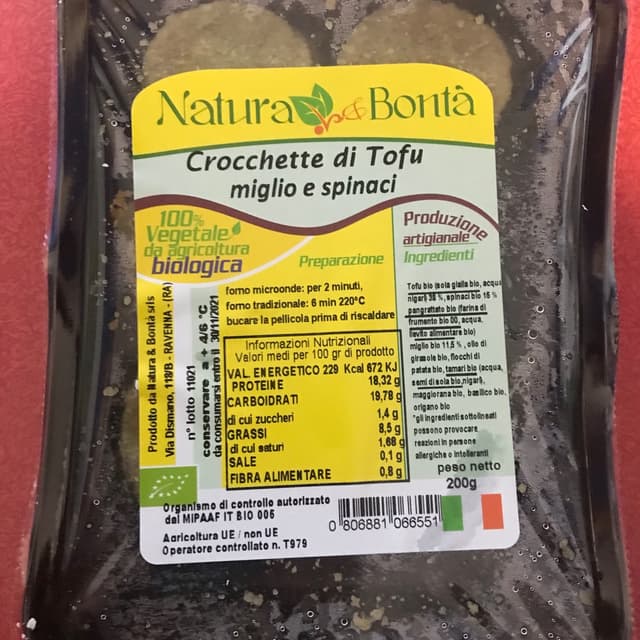 Natura & Bontà
Crocchette di Tofu
miglio e spinaci
100%
Vegetale
da agricoltura
biologica
Produzione
artigianale
Preparazione
forno microonde: per 2 minuti,
forno tradizionale: 6 min 220°C
bucare la pellicola prima di riscaldare
Informazioni Nutrizionali
Valori medi per 100 gr di prodotto
VAL. ENERGETICO 229 Kcal 672 KJ
PROTEINE 18,32 g
CARBOIDRATI 19,78 g
di cui zuccheri 1,4 g
GRASSI 8,5 g
di cui saturi 1,68 g
SALE 0,1 g
FIBRA ALIMENTARE 0,8 g
Ingredienti
Tofu bio (soia gialla bio, acqua
nigari) 38 %, spinaci bio 16 %
pangrattato bio (farina di
frumento bio 00, acqua,
lievito alimentare bio)
miglio bio 11,5 %, olio di
girasole bio, fiocchi di
patata bio, tamari bio (acqua,
semi di soia bio, nigari),
maggiorana bio, basilico bio,
origano bio
*gli ingredienti sottolineati
possono provocare
reazioni in persone
allergiche o intolleranti
peso netto
200g
Prodotto da Natura & Bontà srls
Via Dismano, 118/B - RAVENNA - (RA)
n° lotto 11021
conservare a + 4/6 °C
da consumarsi entro il 30/11/2021
Organismo di controllo autorizzato
dal MIPAAF IT BIO 006
Agricoltura UE / non UE
Operatore controllato n. T979
0 806881 066551